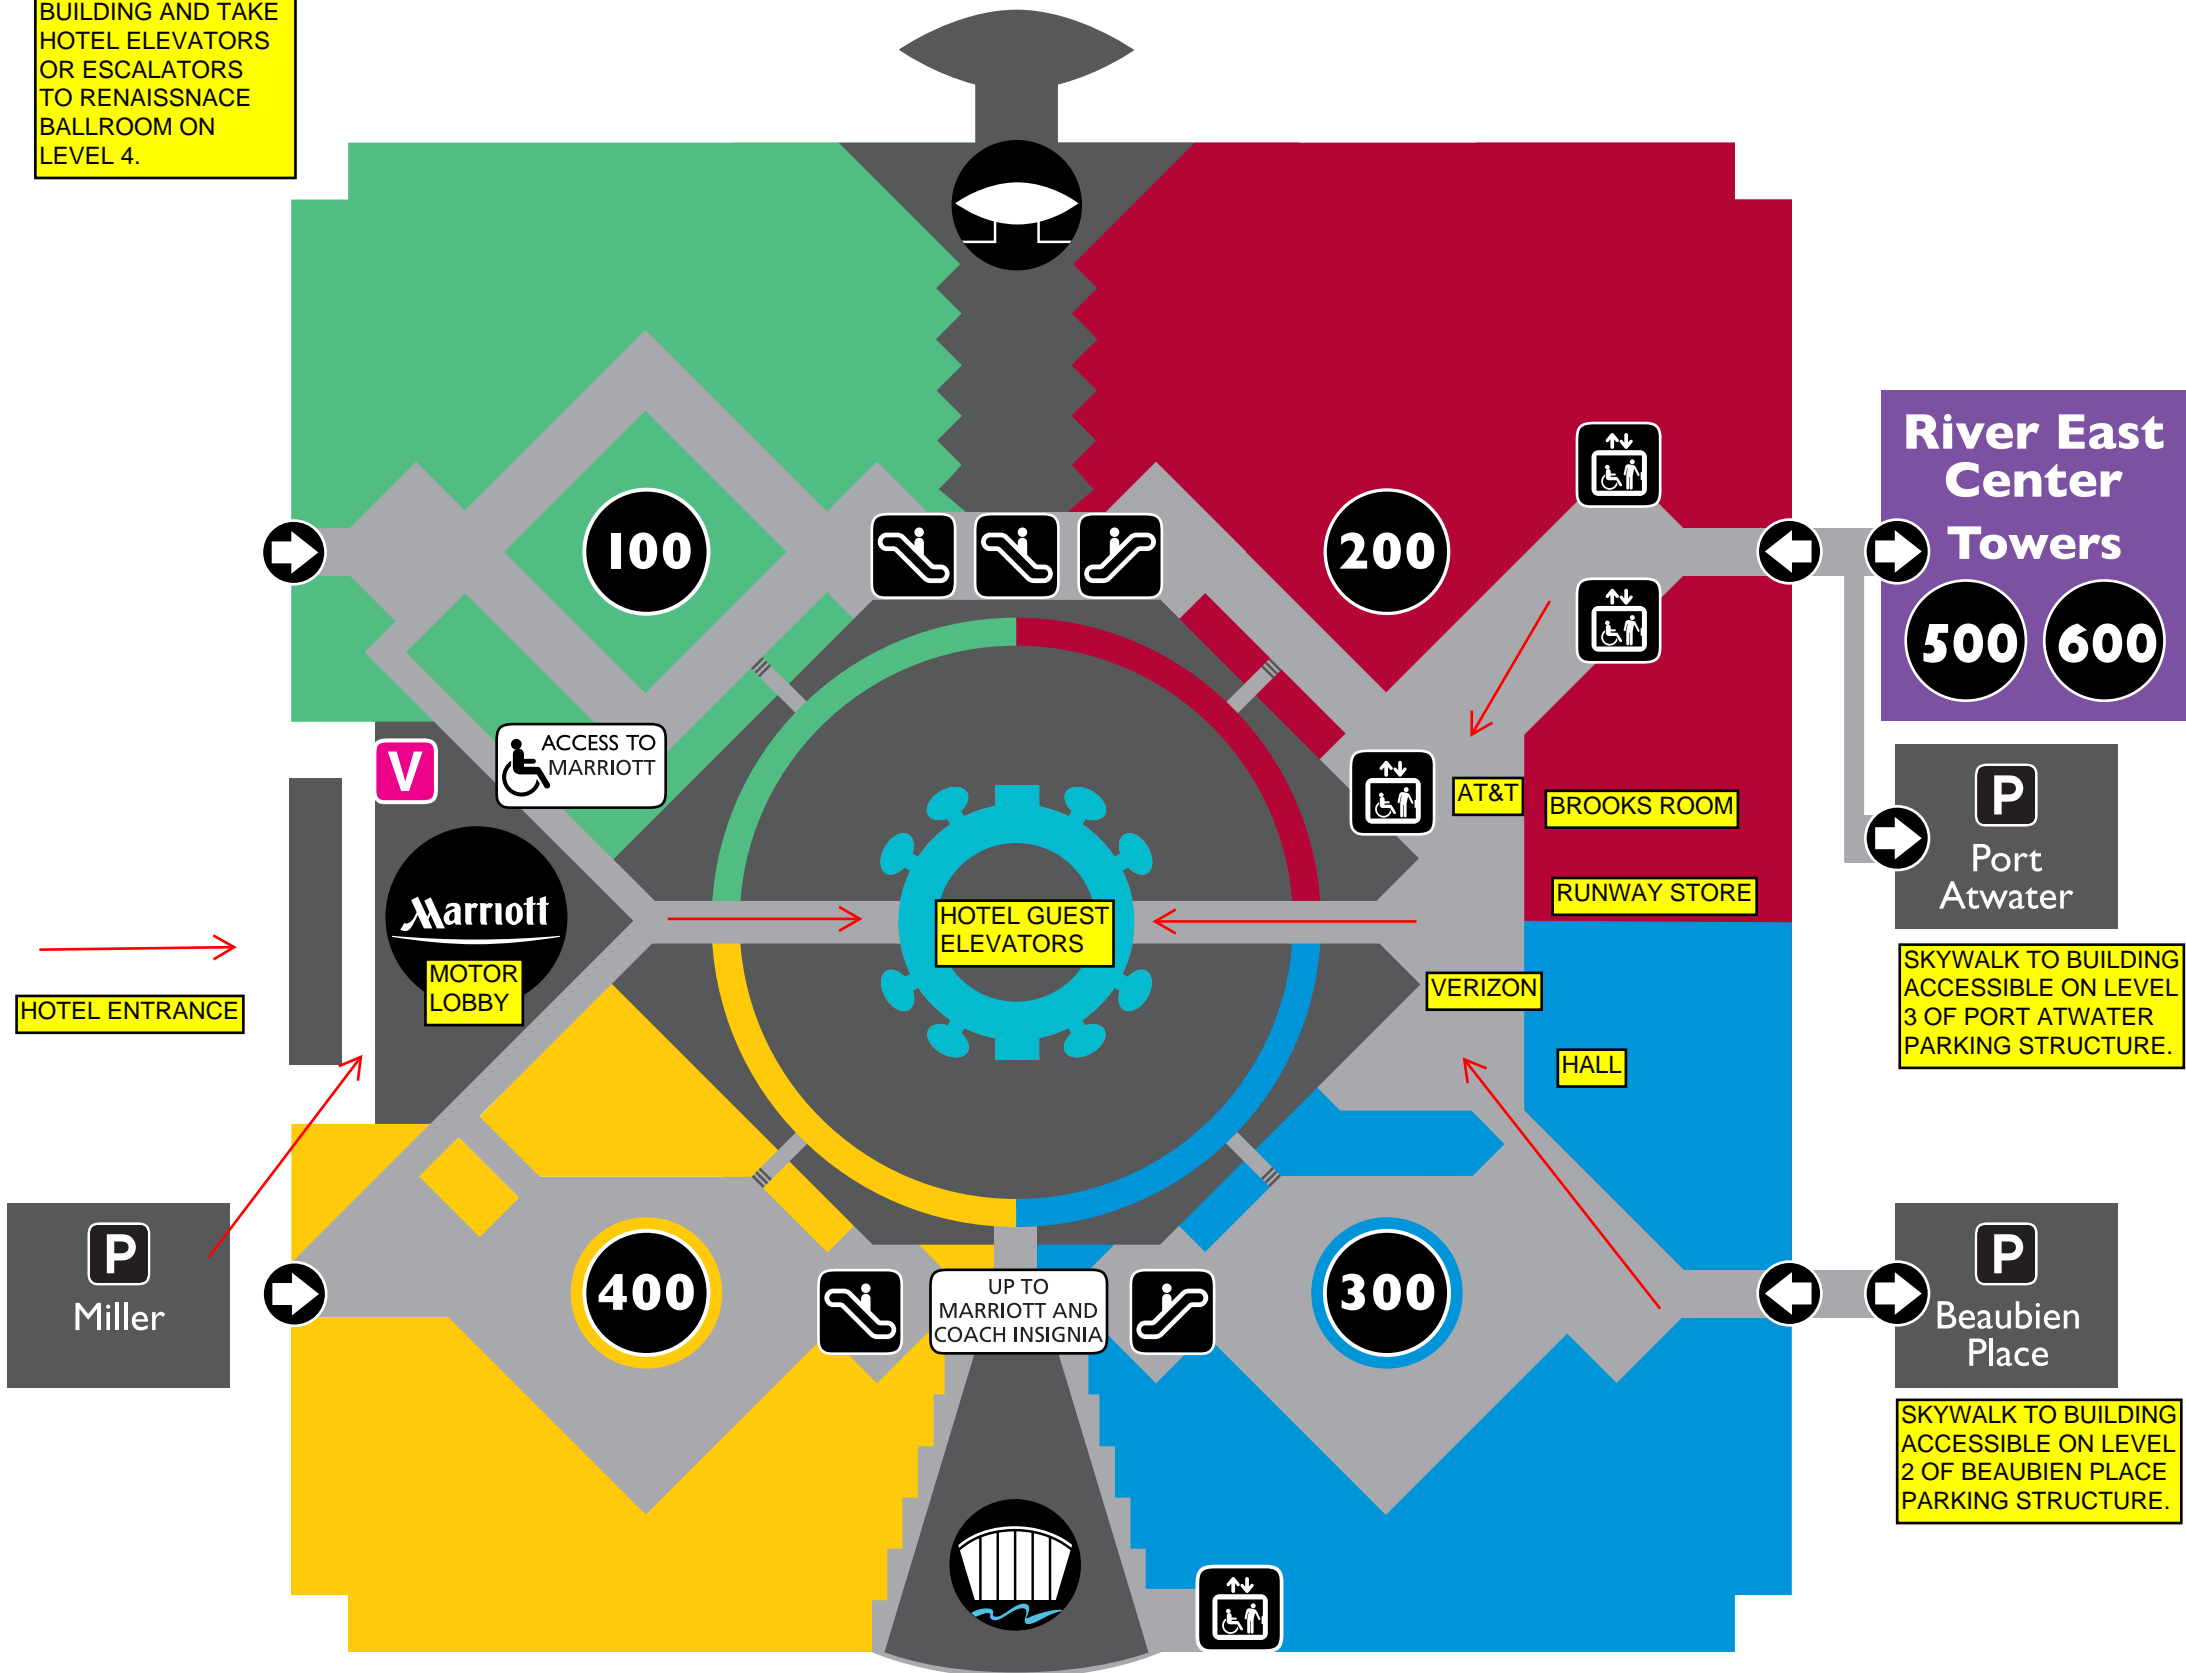 BUILDING AND TAKE
HOTEL ELEVATORS
OR ESCALATORS
TO RENAISSNACE
BALLROOM ON
LEVEL 4.
River East
Center
Towers
500 600
100
200
ACCESS TO
MARRIOTT
V
AT&T
BROOKS ROOM
P
Port
Atwater
RUNWAY STORE
Marriott
MOTOR
LOBBY
HOTEL GUEST
ELEVATORS
HOTEL ENTRANCE
VERIZON
SKYWALK TO BUILDING
ACCESSIBLE ON LEVEL
3 OF PORT ATWATER
PARKING STRUCTURE.
HALL
P
Miller
400
UP TO
MARRIOTT AND
COACH INSIGNIA
300
P
Beaubien
Place
SKYWALK TO BUILDING
ACCESSIBLE ON LEVEL
2 OF BEAUBIEN PLACE
PARKING STRUCTURE.